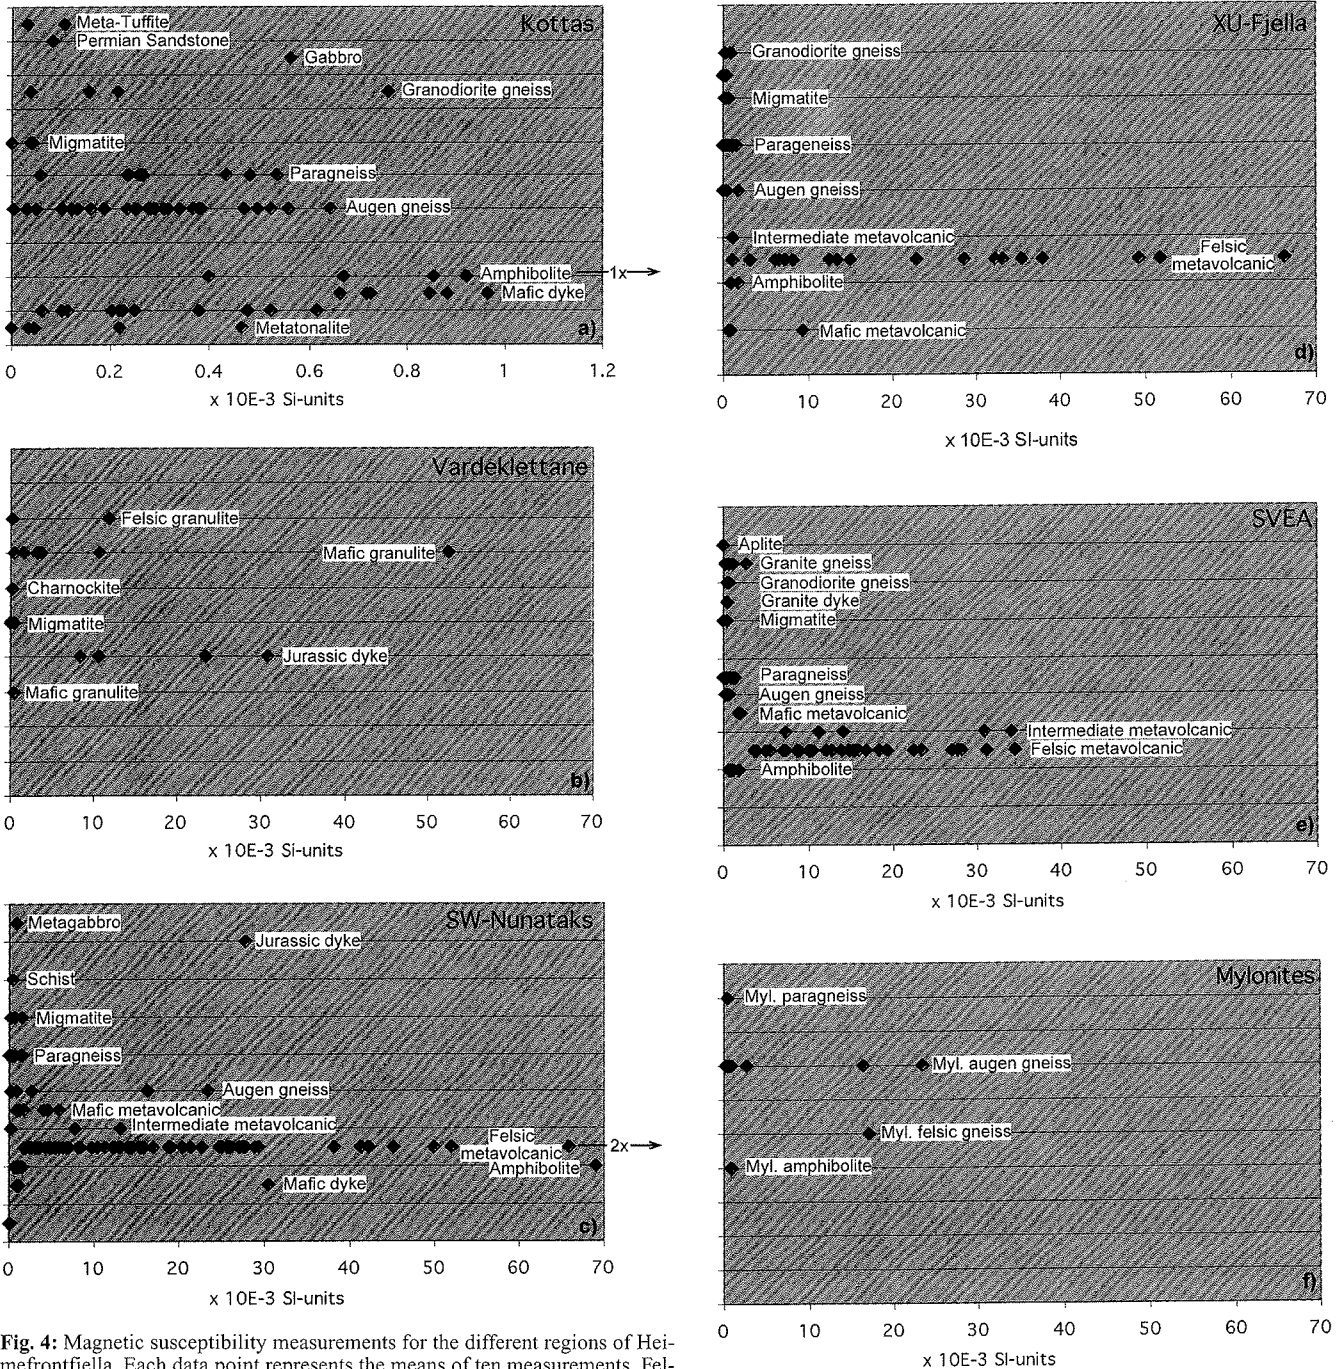 Kottas
Meta-Tuffite
Permian Sandstone
Gabbro
Granodiorite gneiss
Migmatite
Paragneiss
Augen gneiss
Amphibolite 1x
Mafic dyke
Metatonalite
a)
0 0.2 0.4 0.6 0.8 1 1.2
x 10E-3 Si-units
Vardeklettane
Felsic granulite
Mafic granulite
Charnockite
Migmatite
Jurassic dyke
Mafic granulite
b)
0 10 20 30 40 50 60 70
x 10E-3 Si-units
SW-Nunataks
Metagabbro
Jurassic dyke
Schist
Migmatite
Paragneiss
Augen gneiss
Mafic metavolcanic
Intermediate metavolcanic
Felsic
metavolcanic 2x
Amphibolite
Mafic dyke
c)
0 10 20 30 40 50 60 70
x 10E-3 SI-units
XU-Fjella
Granodiorite gneiss
Migmatite
Parageneiss
Augen gneiss
Intermediate metavolcanic
Felsic
metavolcanic
Amphibolite
Mafic metavolcanic
d)
0 10 20 30 40 50 60 70
x 10E-3 SI-units
SVEA
Aplite
Granite gneiss
Granodiorite gneiss
Granite dyke
Migmatite
Paragneiss
Augen gneiss
Mafic metavolcanic
Intermediate metavolcanic
Felsic metavolcanic
Amphibolite
e)
0 10 20 30 40 50 60 70
x 10E-3 SI-units
Mylonites
Myl. paragneiss
Myl. augen gneiss
Myl. felsic gneiss
Myl. amphibolite
f)
0 10 20 30 40 50 60 70
x 10E-3 SI-units
Fig. 4: Magnetic susceptibility measurements for the different regions of Hei-
mefrontfjella. Each data point represents the means of ten measurements. Fel-